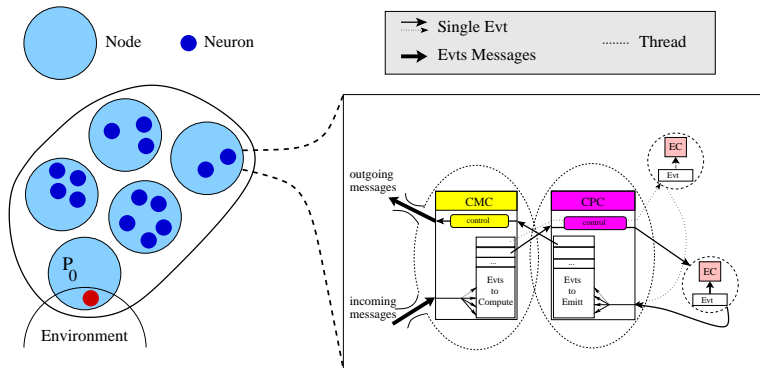 Node
Neuron
Single Evt
Evts Messages
Thread
P0
Environment
outgoing
messages
incoming
messages
CMC
control
...
Evts
to
Compute
CPC
control
...
Evts
to
Emitt
EC
Evt
EC
Evt